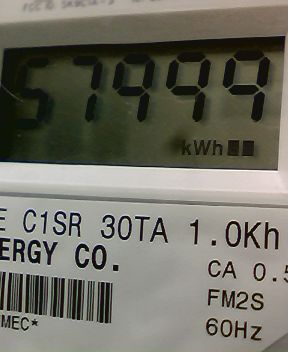 57999
kWh
E C1SR 30TA 1.0Kh
ERGY CO.
CA 0.5
FM2S
MEC*
60Hz